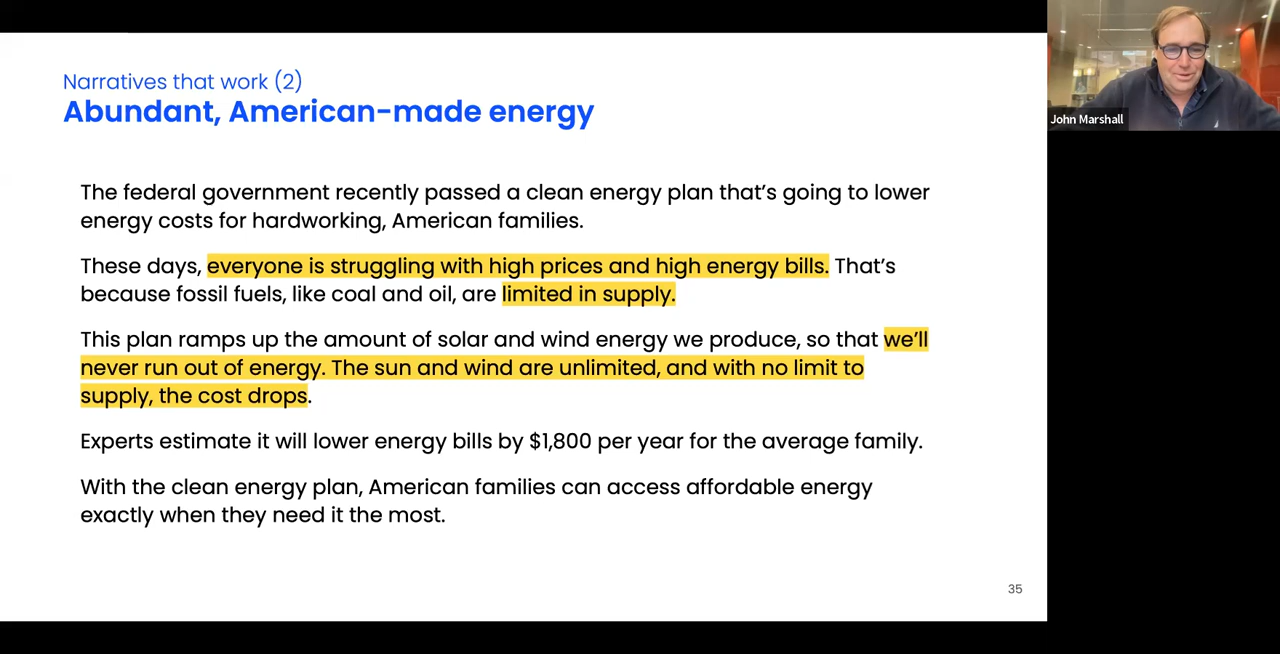 Narratives that work (2)
Abundant, American-made energy
The federal government recently passed a clean energy plan that’s going to lower
energy costs for hardworking, American families.
These days, everyone is struggling with high prices and high energy bills. That’s
because fossil fuels, like coal and oil, are limited in supply.
This plan ramps up the amount of solar and wind energy we produce, so that we’ll
never run out of energy. The sun and wind are unlimited, and with no limit to
supply, the cost drops.
Experts estimate it will lower energy bills by $1,800 per year for the average family.
With the clean energy plan, American families can access affordable energy
exactly when they need it the most.
35
John Marshall